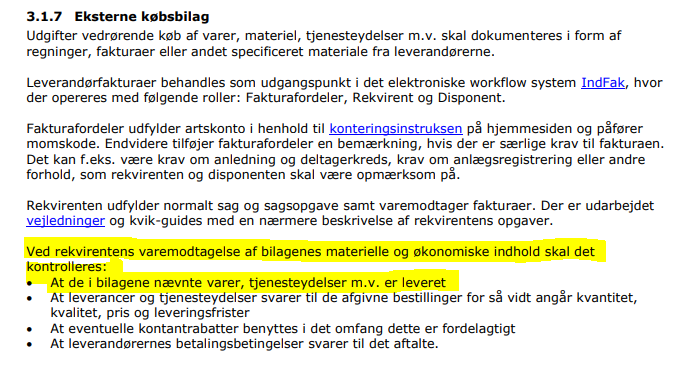 3.1.7 Eksterne købsbilag
Udgifter vedrørende køb af varer, materiel, tjenesteydelser m.v. skal dokumenteres i form af
regninger, fakturaer eller andet specificeret materiale fra leverandørerne.
Leverandørfakturaer behandles som udgangspunkt i det elektroniske workflow system IndFak, hvor
der opereres med følgende roller: Fakturafordeler, Rekvirent og Disponent.
Fakturafordeler udfylder artskonto i henhold til konteringsinstruksen på hjemmesiden og påfører
momskode. Endvidere tilføjer fakturafordeler en bemærkning, hvis der er særlige krav til fakturaen.
Det kan f.eks. være krav om anledning og deltagerkreds, krav om anlægsregistrering eller andre
forhold, som rekvirenten og disponenten skal være opmærksom på.
Rekvirenten udfylder normalt sag og sagsopgave samt varemodtager fakturaer. Der er udarbejdet
vejledninger og kvik-guides med en nærmere beskrivelse af rekvirentens opgaver.
Ved rekvirentens varemodtagelse af bilagenes materielle og økonomiske indhold skal det
kontrolleres:
• At de i bilagene nævnte varer, tjenesteydelser m.v. er leveret
• At leverancer og tjenesteydelser svarer til de afgivne bestillinger for så vidt angår kvantitet,
kvalitet, pris og leveringsfrister
• At eventuelle kontantrabatter benyttes i det omfang dette er fordelagtigt
• At leverandørernes betalingsbetingelser svarer til det aftalte.